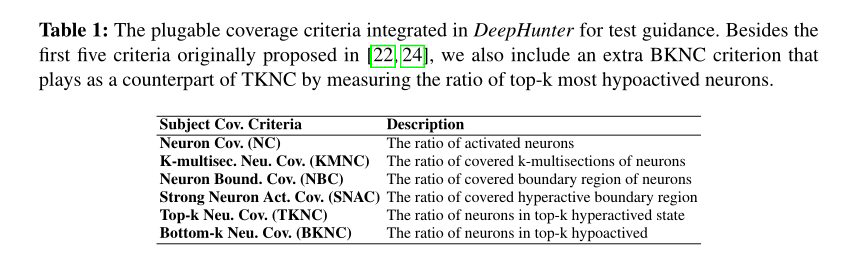 Table 1: The plugable coverage criteria integrated in DeepHunter for test guidance. Besides the
first five criteria originally proposed in [22, 24], we also include an extra BKNC criterion that
plays as a counterpart of TKNC by measuring the ratio of top-k most hypoactived neurons.
Subject Cov. Criteria Description
Neuron Cov. (NC) The ratio of activated neurons
K-multisec. Neu. Cov. (KMNC) The ratio of covered k-multisections of neurons
Neuron Bound. Cov. (NBC) The ratio of covered boundary region of neurons
Strong Neuron Act. Cov. (SNAC) The ratio of covered hyperactive boundary region
Top-k Neu. Cov. (TKNC) The ratio of neurons in top-k hyperactived state
Bottom-k Neu. Cov. (BKNC) The ratio of neurons in top-k hypoactived